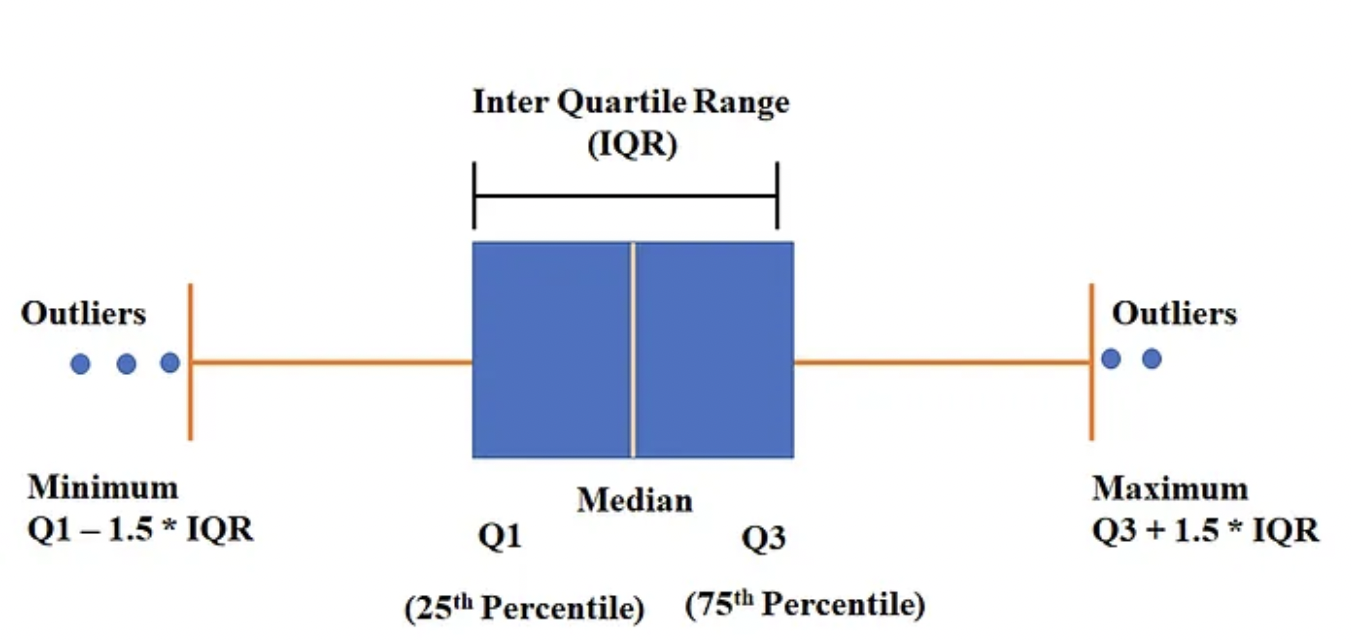 Inter Quartile Range
(IQR)
Outliers
Outliers
Minimum
Q1 – 1.5 * IQR
Median
Q1
Q3
Maximum
Q3 + 1.5 * IQR
(25th Percentile)
(75th Percentile)